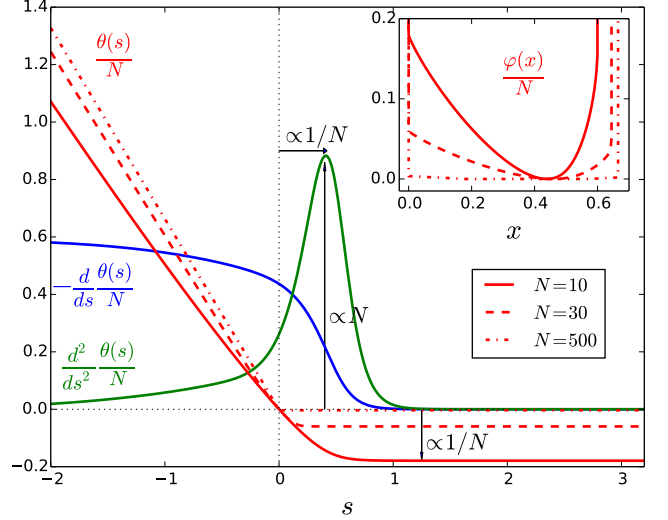 1.4
1.2
1.0
0.8
0.6
0.4
0.2
0.0
−0.2
−2
−1
0
1
2
3
s
θ(s)/N
∝1/N
−d/ds θ(s)/N
d²/ds² θ(s)/N
∝N
∝1/N
0.2
0.1
0.0
0.0
0.2
0.4
0.6
x
φ(x)/N
N=10
N=30
N=500